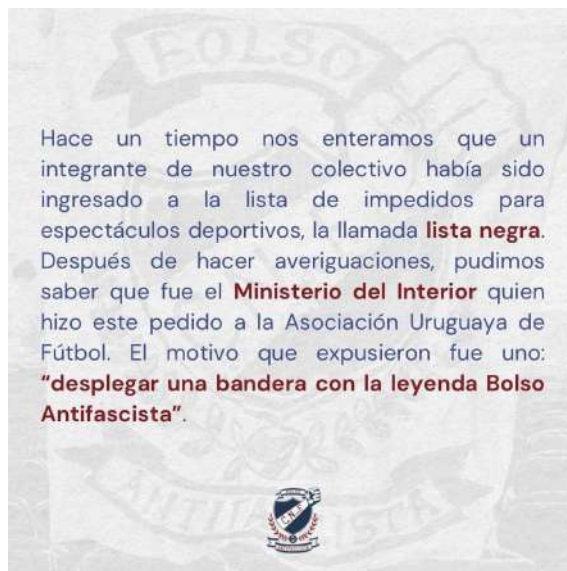 BOLSO
Hace un tiempo nos enteramos que un
integrante de nuestro colectivo había sido
ingresado a la lista de impedidos para
espectáculos deportivos, la llamada lista negra.
Después de hacer averiguaciones, pudimos
saber que fue el Ministerio del Interior quien
hizo este pedido a la Asociación Uruguaya de
Fútbol. El motivo que expusieron fue uno:
“desplegar una bandera con la leyenda Bolso
Antifascista”.
BOLSO
C.N.F